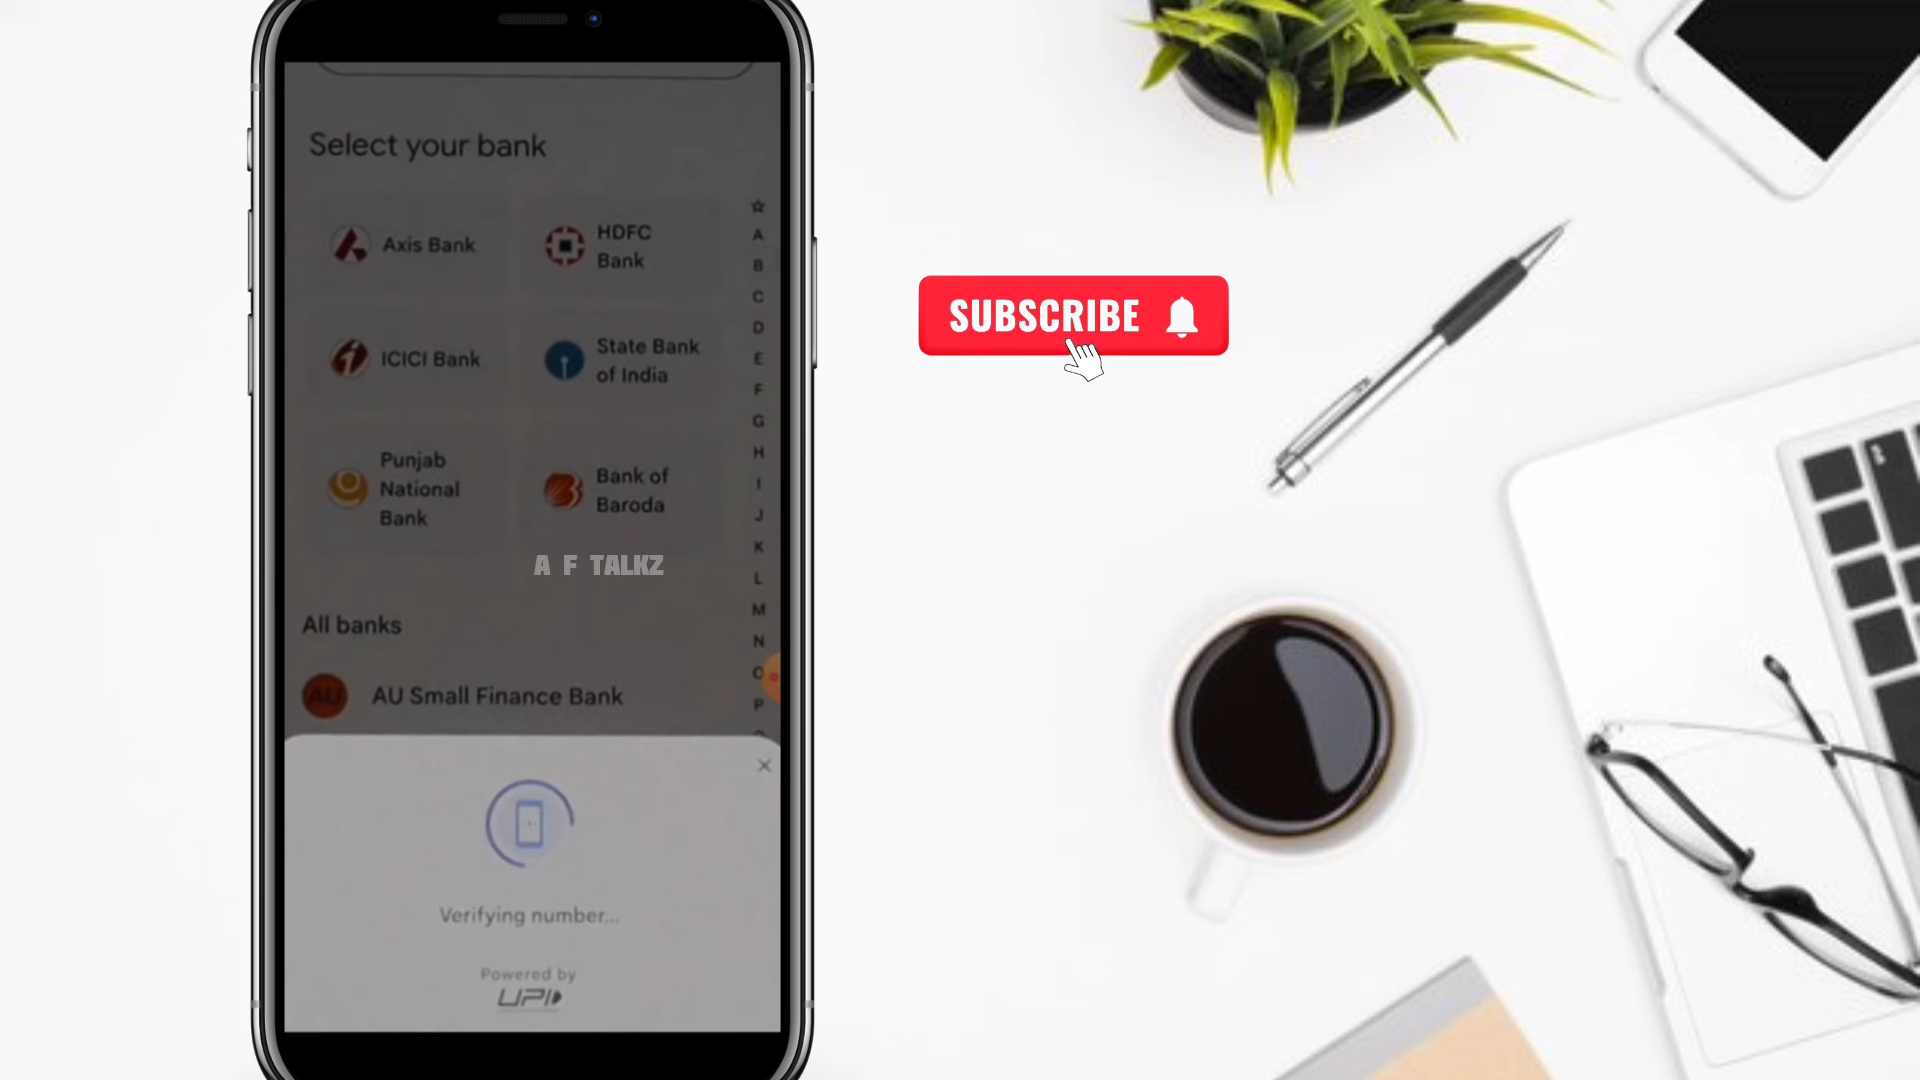 Select your bank
Axis Bank
HDFC
Bank
ICICI Bank
State Bank
of India
Punjab
National
Bank
Bank of
Baroda
A F TALKZ
All banks
AU
AU Small Finance Bank
A
B
C
D
E
F
G
H
I
J
K
L
M
N
O
P
Verifying number...
Powered by
UPI
SUBSCRIBE